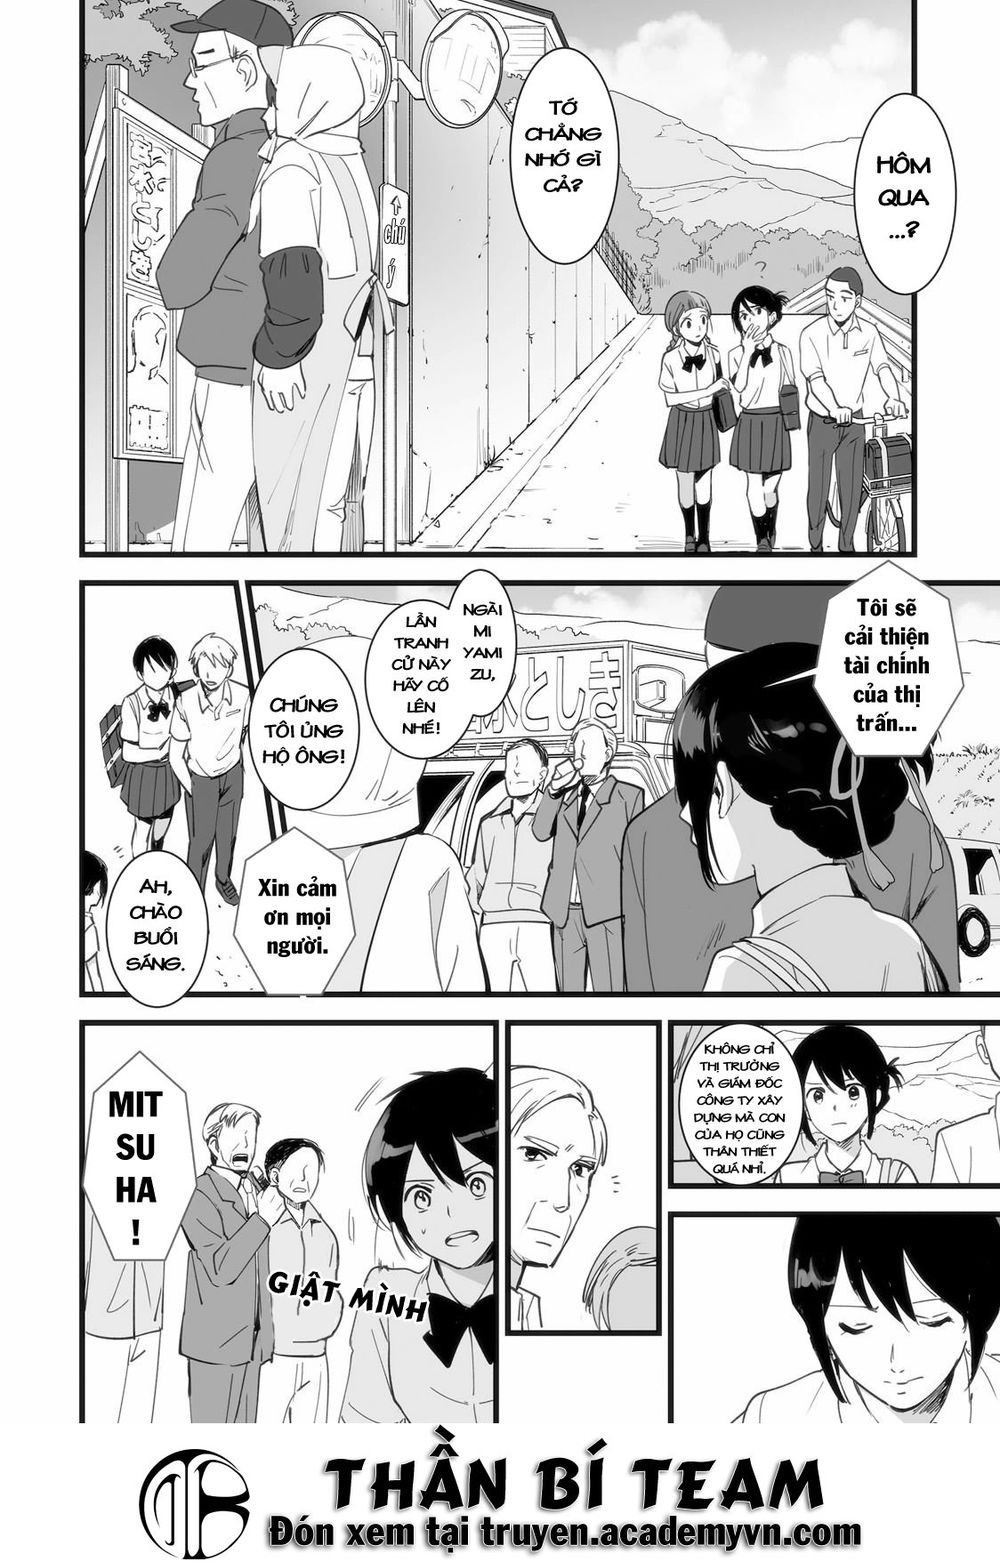 HÔM
QUA
...?
TỚ
CHẲNG
NHỚ GÌ
CẢ?
?
↑
chú
ý
Tôi sẽ
cải thiện
tài chính
của thị
trấn...
NGÀI
MI
YAMI
ZU,
LẦN
TRANH
CỬ NÀY
HÃY CỐ
LÊN
NHÉ!
CHÚNG
TÔI ỦNG
HỘ ÔNG!
水としき
Xin cảm
ơn mọi
người.
AH,
CHÀO
BUỔI
SÁNG.
KHÔNG CHỈ
THỊ TRƯỞNG
VÀ GIÁM ĐỐC
CÔNG TY XÂY
DỰNG MÀ CON
CỦA HỌ CŨNG
THÂN THIẾT
QUÁ NHỈ.
MIT
SU
HA
!
GIẬT MÌNH
THẦN BÍ TEAM
Đón xem tại truyen.academyvn.com